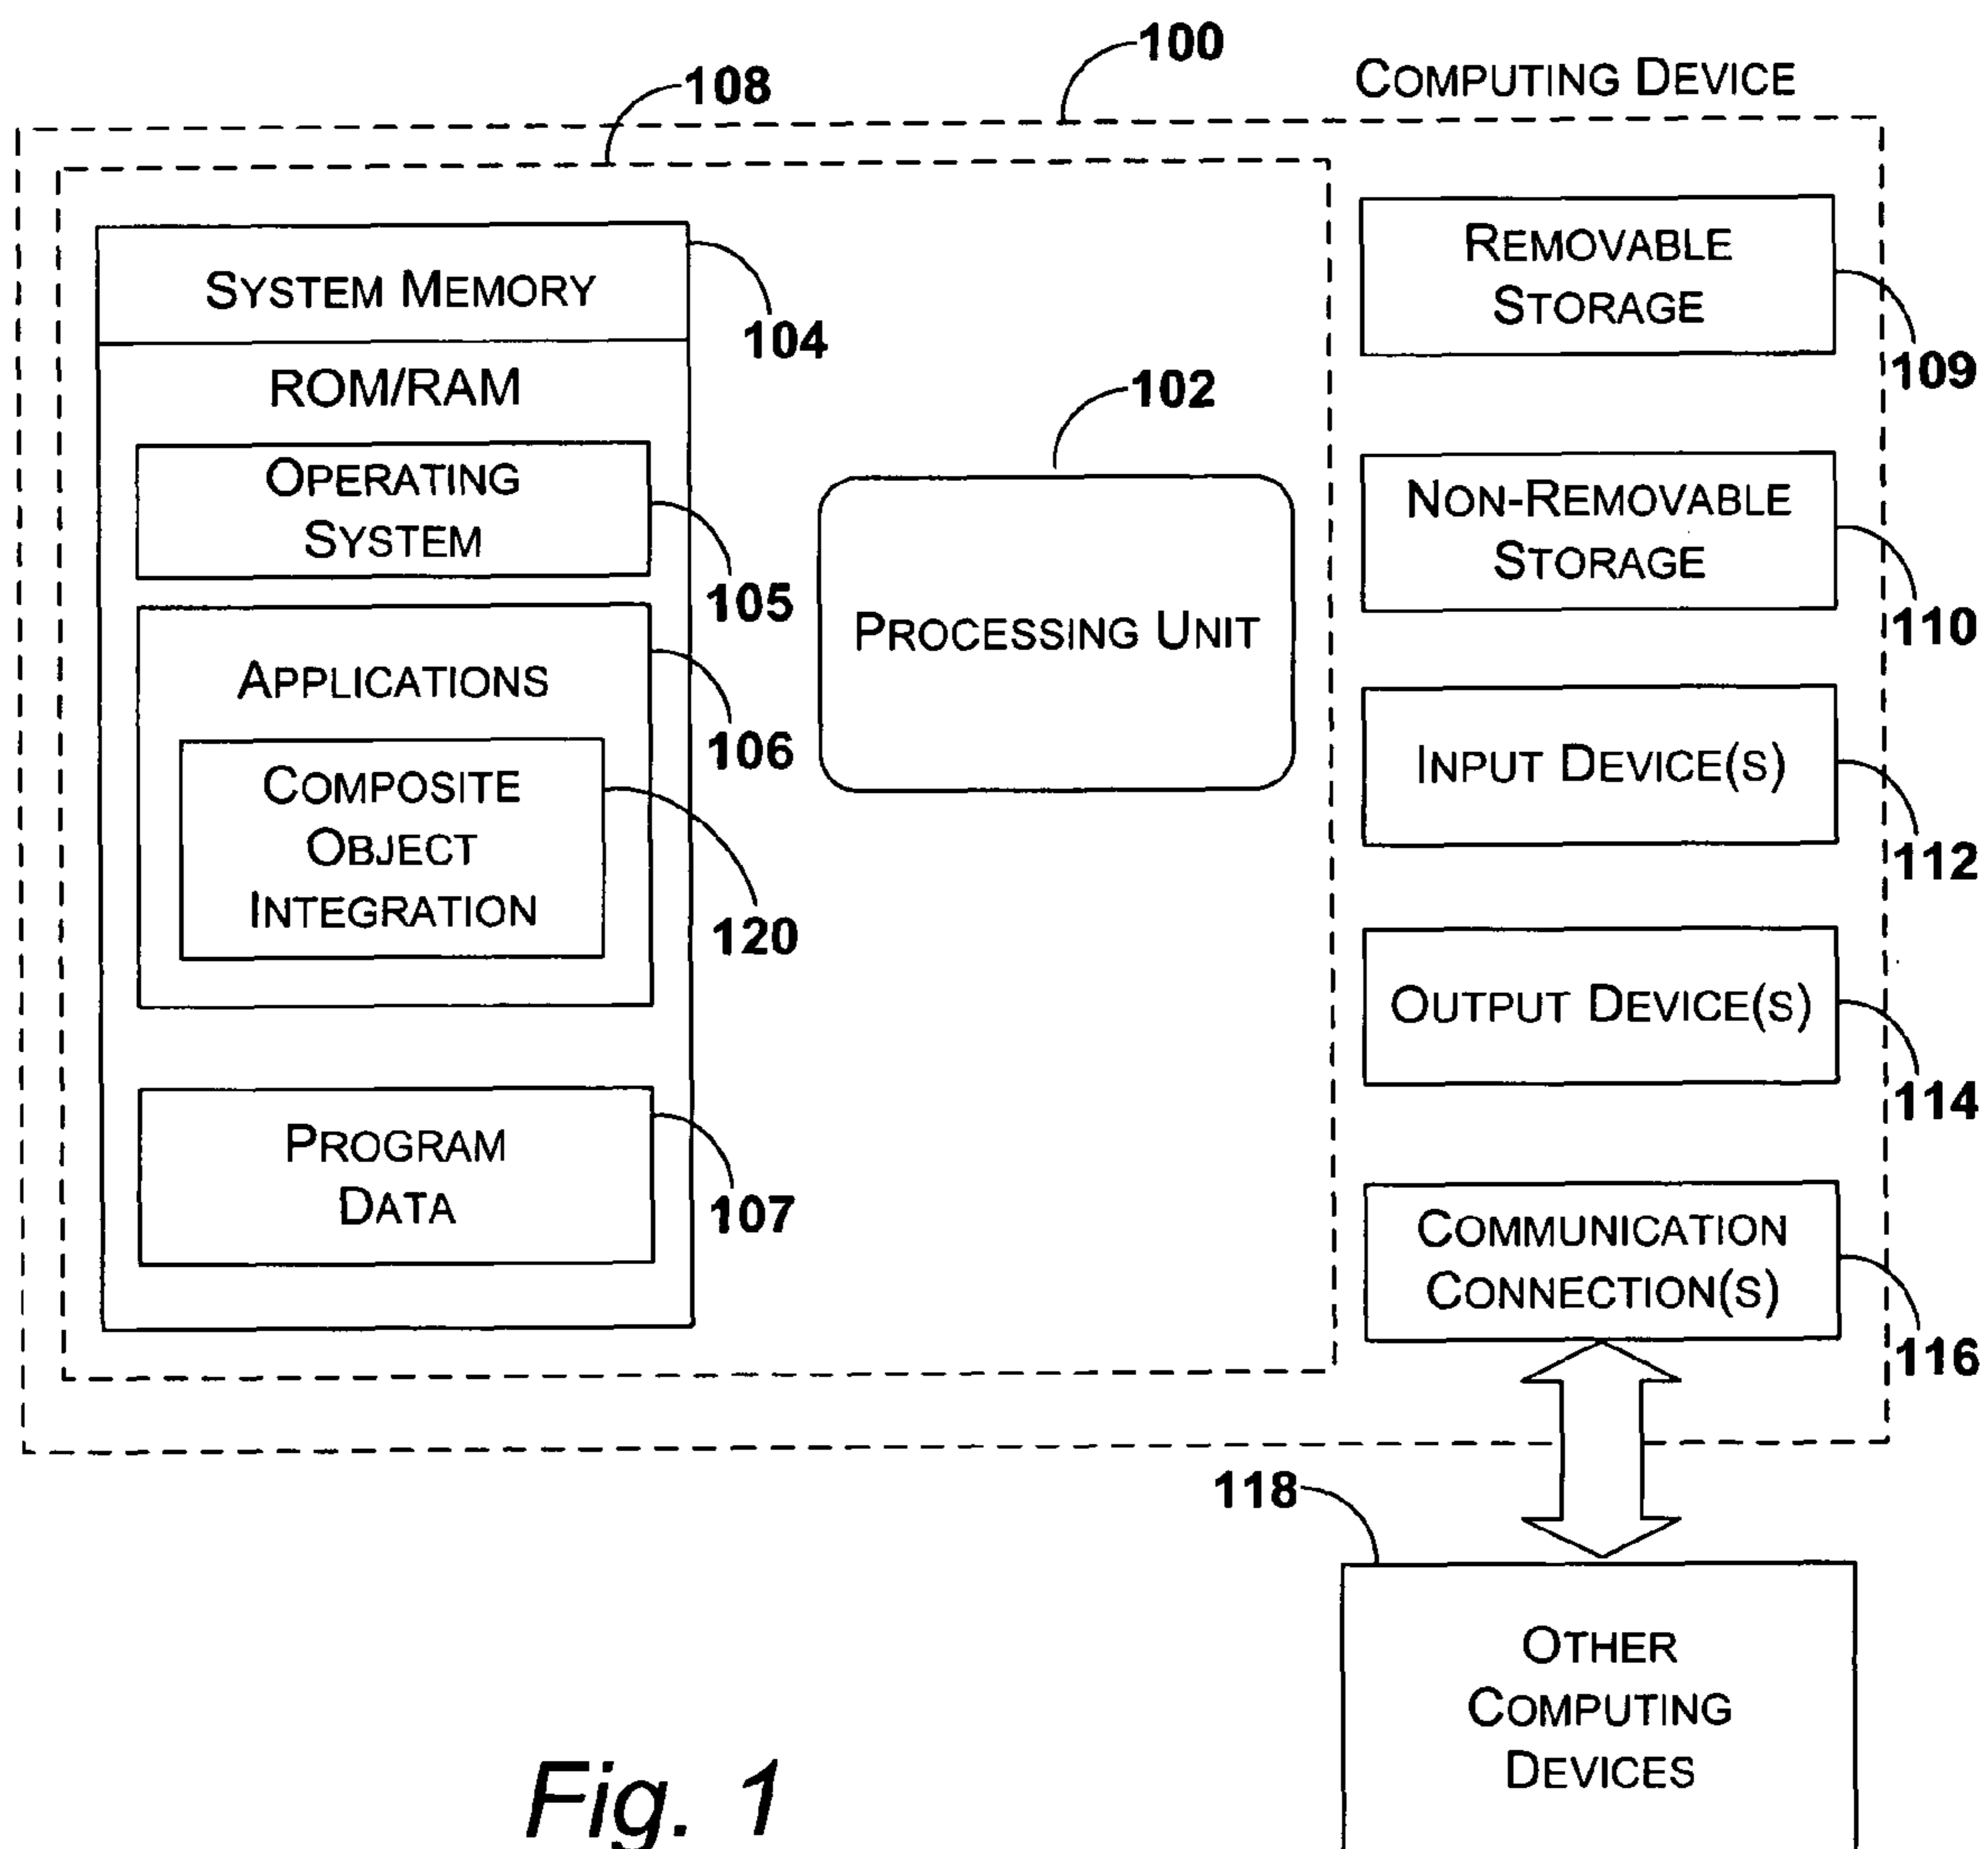 100
COMPUTING DEVICE
108
SYSTEM MEMORY
104
ROM/RAM
OPERATING
SYSTEM
105
APPLICATIONS
106
COMPOSITE
OBJECT
INTEGRATION
120
PROGRAM
DATA
107
102
PROCESSING UNIT
REMOVABLE
STORAGE
109
NON-REMOVABLE
STORAGE
110
INPUT DEVICE(S)
112
OUTPUT DEVICE(S)
114
COMMUNICATION
CONNECTION(S)
116
118
OTHER
COMPUTING
DEVICES
Fig. 1